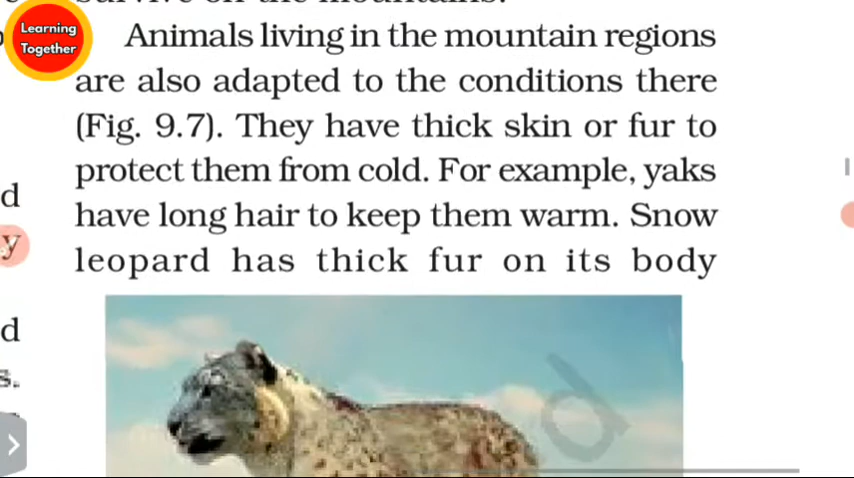 Learning
Together
Animals living in the mountain regions
are also adapted to the conditions there
(Fig. 9.7). They have thick skin or fur to
protect them from cold. For example, yaks
have long hair to keep them warm. Snow
leopard has thick fur on its body
d
y
d
s.
d